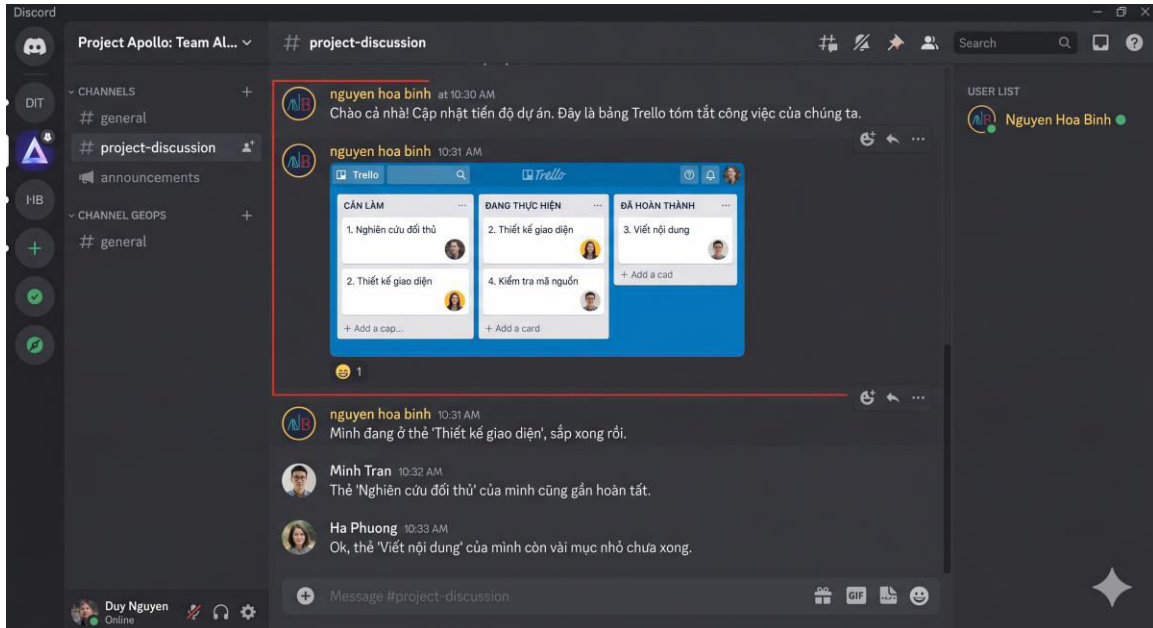 Discord
Project Apollo: Team Al...
# project-discussion
Search
DIT
HB
CHANNELS
# general
# project-discussion
announcements
CHANNEL GEOPS
# general
nguyen hoa binh at 10:30 AM
Chào cả nhà! Cập nhật tiến độ dự án. Đây là bảng Trello tóm tắt công việc của chúng ta.
nguyen hoa binh 10:31 AM
Trello
Trello
CẦN LÀM ...
1. Nghiên cứu đối thủ
2. Thiết kế giao diện
+ Add a cap...
ĐANG THỰC HIỆN ...
2. Thiết kế giao diện
4. Kiểm tra mã nguồn
+ Add a card
ĐÃ HOÀN THÀNH ...
3. Viết nội dung
+ Add a cad
1
nguyen hoa binh 10:31 AM
Mình đang ở thẻ 'Thiết kế giao diện', sắp xong rồi.
Minh Tran 10:32 AM
Thẻ 'Nghiên cứu đối thủ' của mình cũng gần hoàn tất.
Ha Phuong 10:33 AM
Ok, thẻ 'Viết nội dung' của mình còn vài mục nhỏ chưa xong.
Message #project-discussion
GIF
USER LIST
Nguyen Hoa Binh
Duy Nguyen
Online